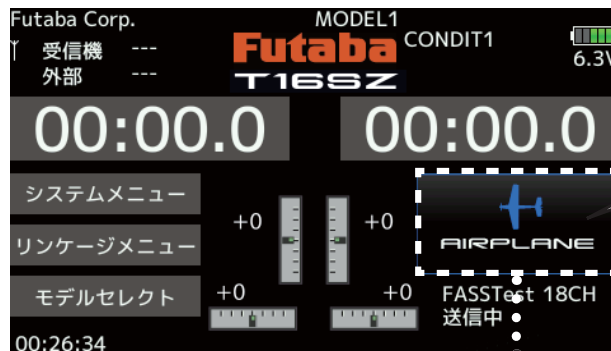 Futaba Corp.
MODEL1
受信機 ---
外部 ---
Futaba
T16SZ
CONDIT1
6.3V
00:00.0
00:00.0
システムメニュー
リンケージメニュー
モデルセレクト
+0
+0
+0
+0
AIRPLANE
FASSTest 18CH
送信中
00:26:34